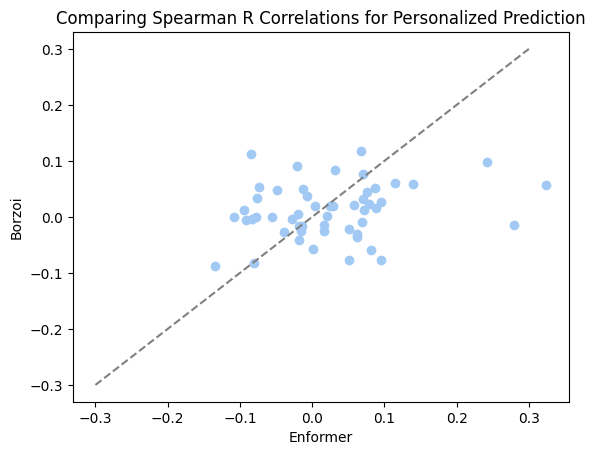 Comparing Spearman R Correlations for Personalized Prediction
0.3
0.2
0.1
0.0
−0.1
−0.2
−0.3
Borzoi
−0.3 −0.2 −0.1 0.0 0.1 0.2 0.3
Enformer